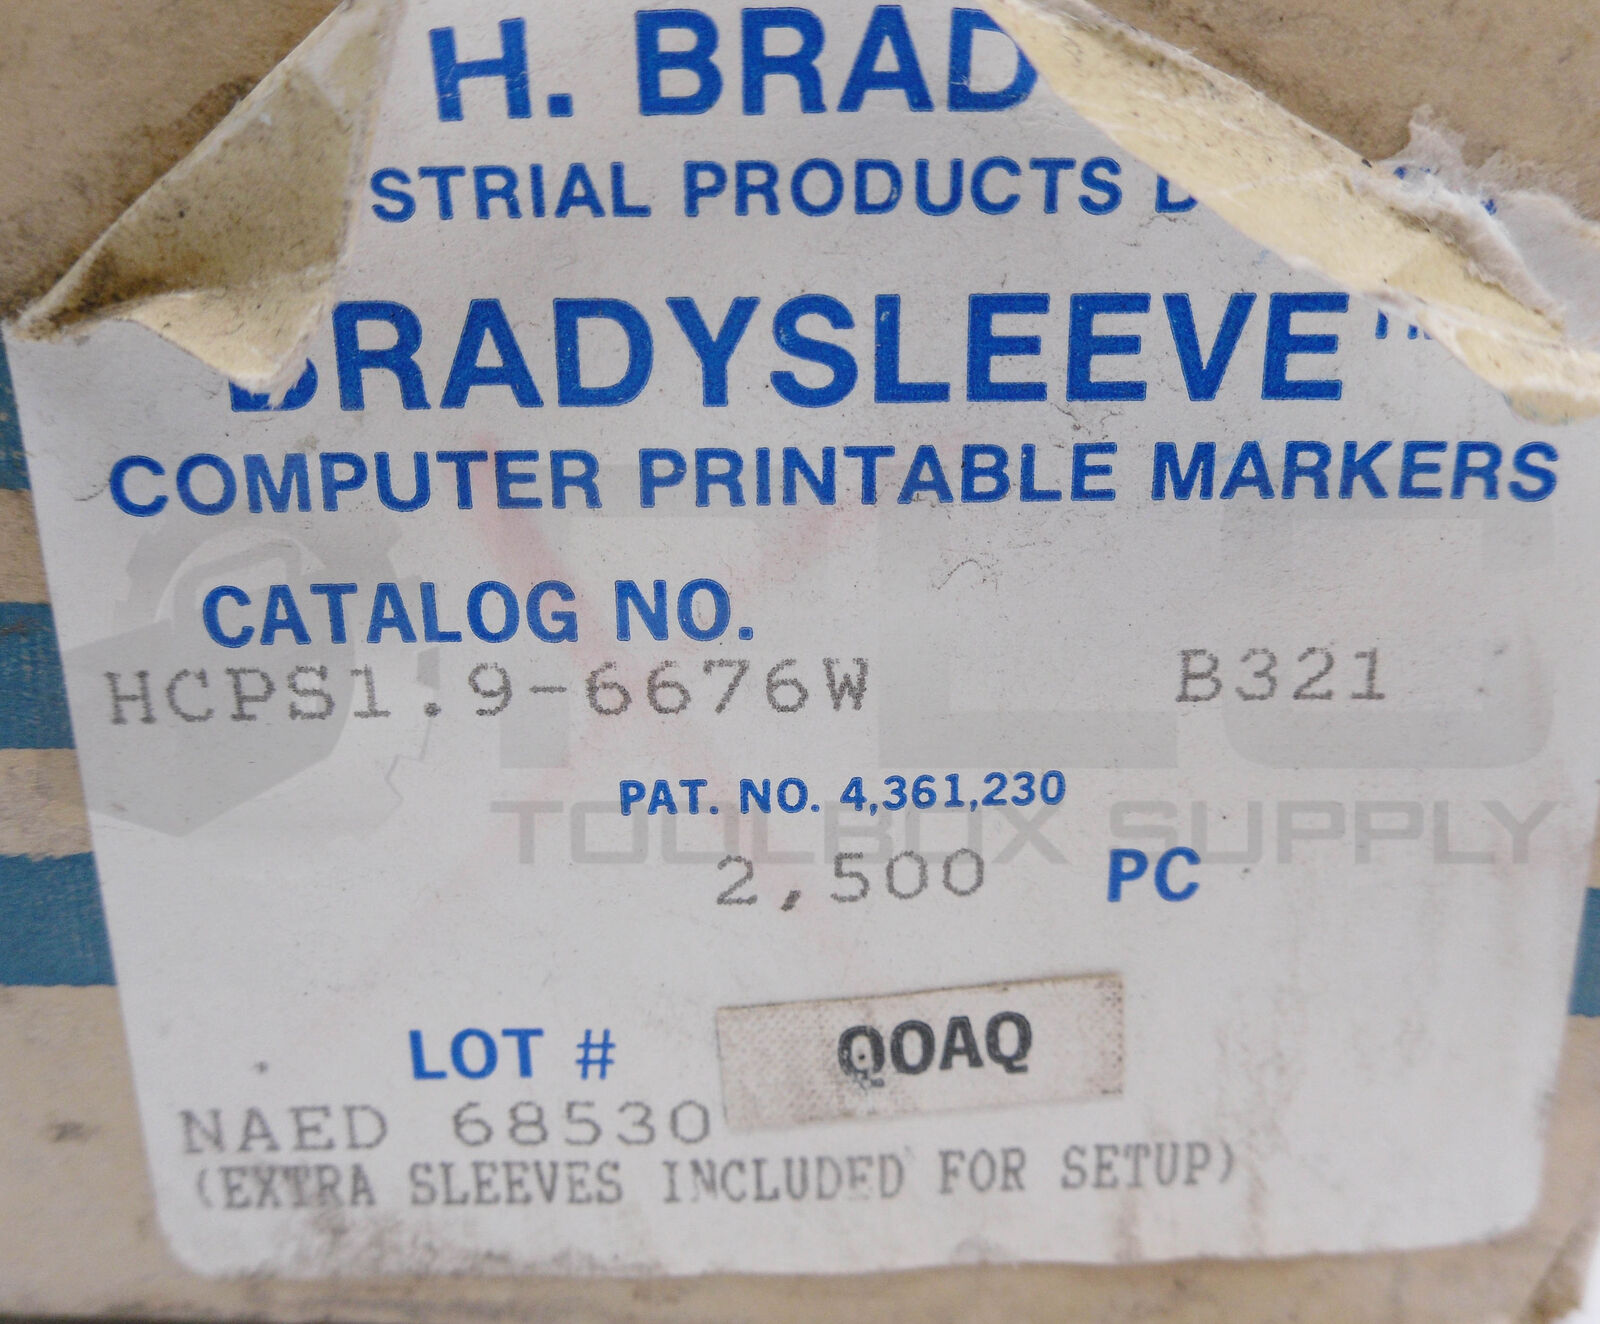 H. BRAD
STRIAL PRODUCTS D
BRADYSLEEVE™
COMPUTER PRINTABLE MARKERS
CATALOG NO.
HCPS1.9-6676W B321
PAT. NO. 4,361,230
TOOLBOX SUPPLY
2,500 PC
LOT # QOAQ
NAED 68530
(EXTRA SLEEVES INCLUDED FOR SETUP)